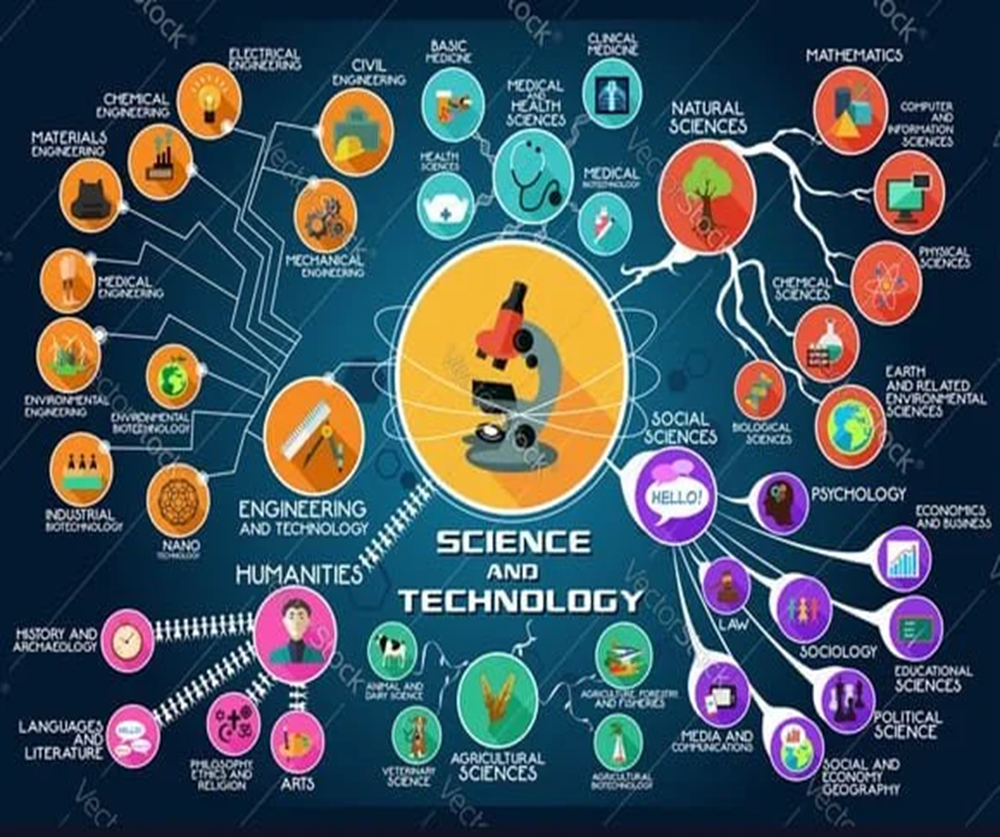 ELECTRICAL
ENGINEERING
CHEMICAL
ENGINEERING
MATERIALS
ENGINEERING
CIVIL
ENGINEERING
MECHANICAL
ENGINEERING
MEDICAL
ENGINEERING
ENVIRONMENTAL
ENGINEERING
ENVIRONMENTAL
BIOTECHNOLOGY
INDUSTRIAL
BIOTECHNOLOGY
NANO
TECHNOLOGY
ENGINEERING
AND TECHNOLOGY
BASIC
MEDICINE
CLINICAL
MEDICINE
MEDICAL
AND
HEALTH
SCIENCES
HEALTH
SCIENCES
MEDICAL
BIOTECHNOLOGY
NATURAL
SCIENCES
MATHEMATICS
COMPUTER
AND
INFORMATION
SCIENCES
PHYSICAL
SCIENCES
CHEMICAL
SCIENCES
BIOLOGICAL
SCIENCES
EARTH
AND RELATED
ENVIRONMENTAL
SCIENCES
SCIENCE
AND
TECHNOLOGY
SOCIAL
SCIENCES
HELLO!
PSYCHOLOGY
ECONOMICS
AND BUSINESS
LAW
SOCIOLOGY
EDUCATIONAL
SCIENCES
MEDIA AND
COMMUNICATIONS
POLITICAL
SCIENCE
SOCIAL AND
ECONOMY
GEOGRAPHY
HUMANITIES
HISTORY AND
ARCHAEOLOGY
LANGUAGES
AND
LITERATURE
HELLO!
PHILOSOPHY,
ETHICS AND
RELIGION
ARTS
ANIMAL AND
DAIRY SCIENCE
VETERINARY
SCIENCE
AGRICULTURAL
SCIENCES
AGRICULTURE, FORESTRY
AND FISHERIES
AGRICULTURAL
BIOTECHNOLOGY
VectorStock